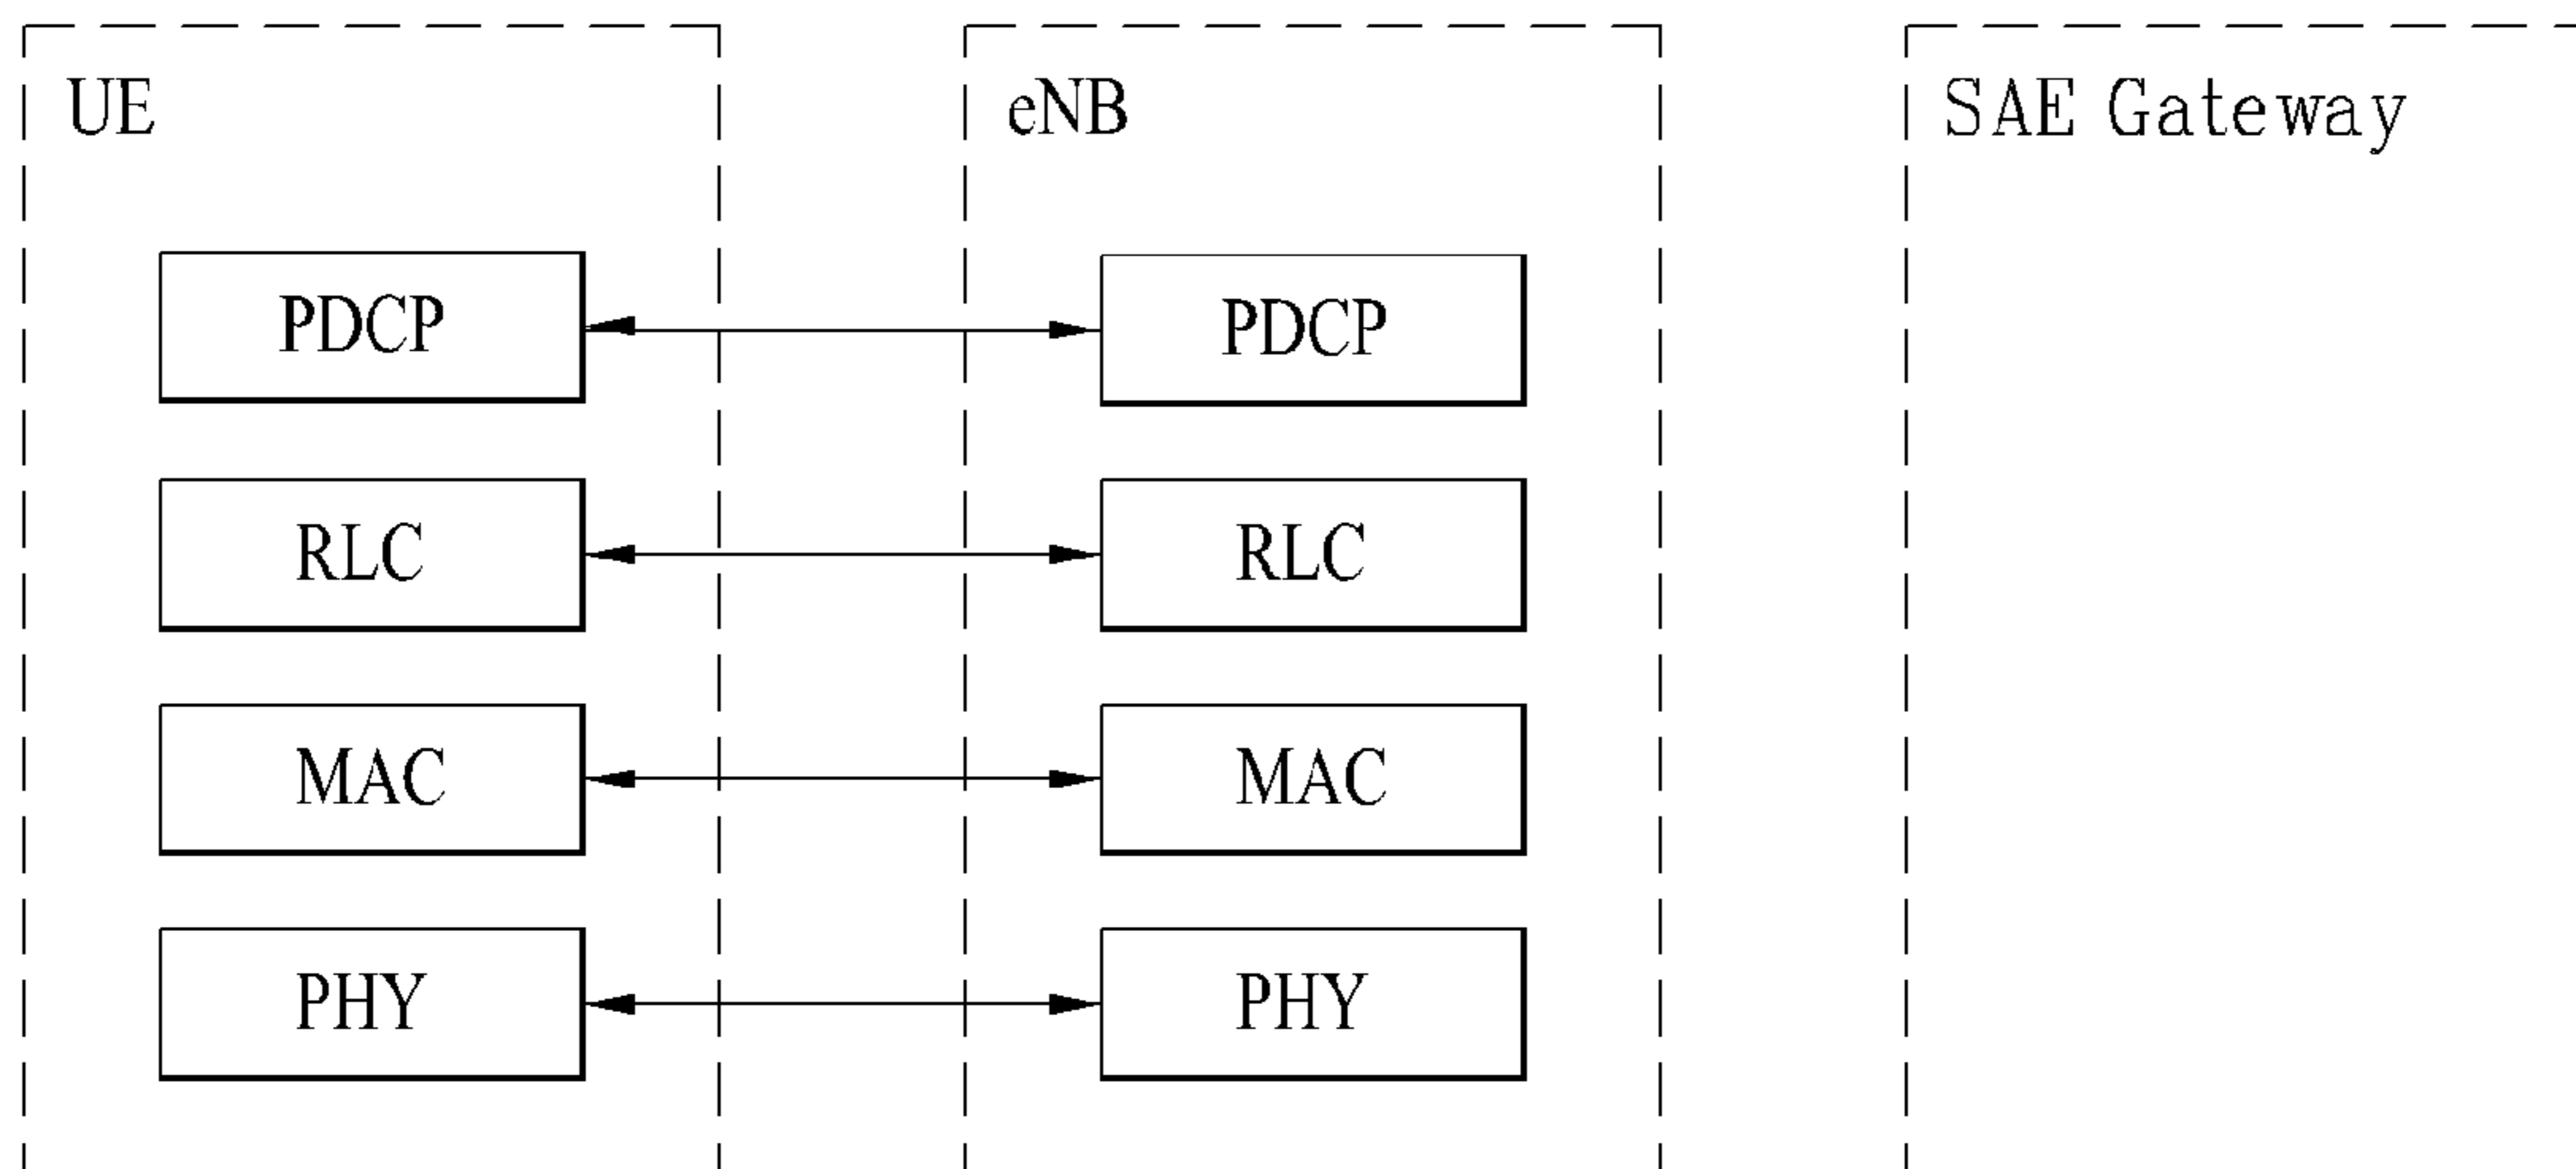 UE eNB SAE Gateway
PDCP PDCP
RLC RLC
MAC MAC
PHY PHY